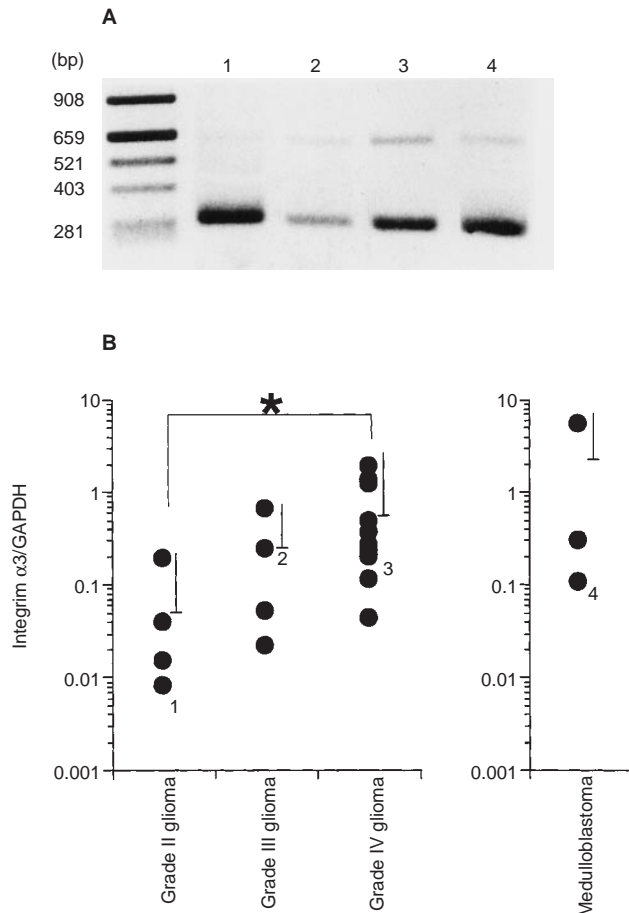 A
(bp)
1 2 3 4
908
659
521
403
281
B
*
Integrim α3/GAPDH
10
1
0.1
0.01
0.001
1
2
3
Grade II glioma
Grade III glioma
Grade IV glioma
10
1
0.1
0.01
0.001
4
Medulloblastoma